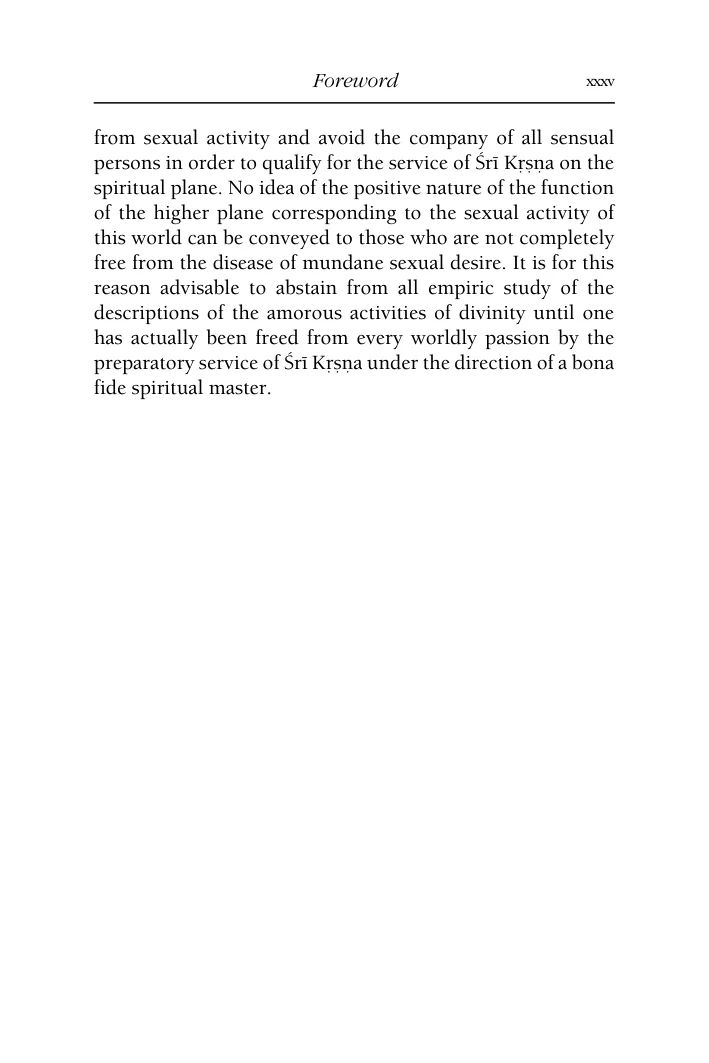 Foreword xxxv
from sexual activity and avoid the company of all sensual
persons in order to qualify for the service of Śrī Kṛṣṇa on the
spiritual plane. No idea of the positive nature of the function
of the higher plane corresponding to the sexual activity of
this world can be conveyed to those who are not completely
free from the disease of mundane sexual desire. It is for this
reason advisable to abstain from all empiric study of the
descriptions of the amorous activities of divinity until one
has actually been freed from every worldly passion by the
preparatory service of Śrī Kṛṣṇa under the direction of a bona
fide spiritual master.